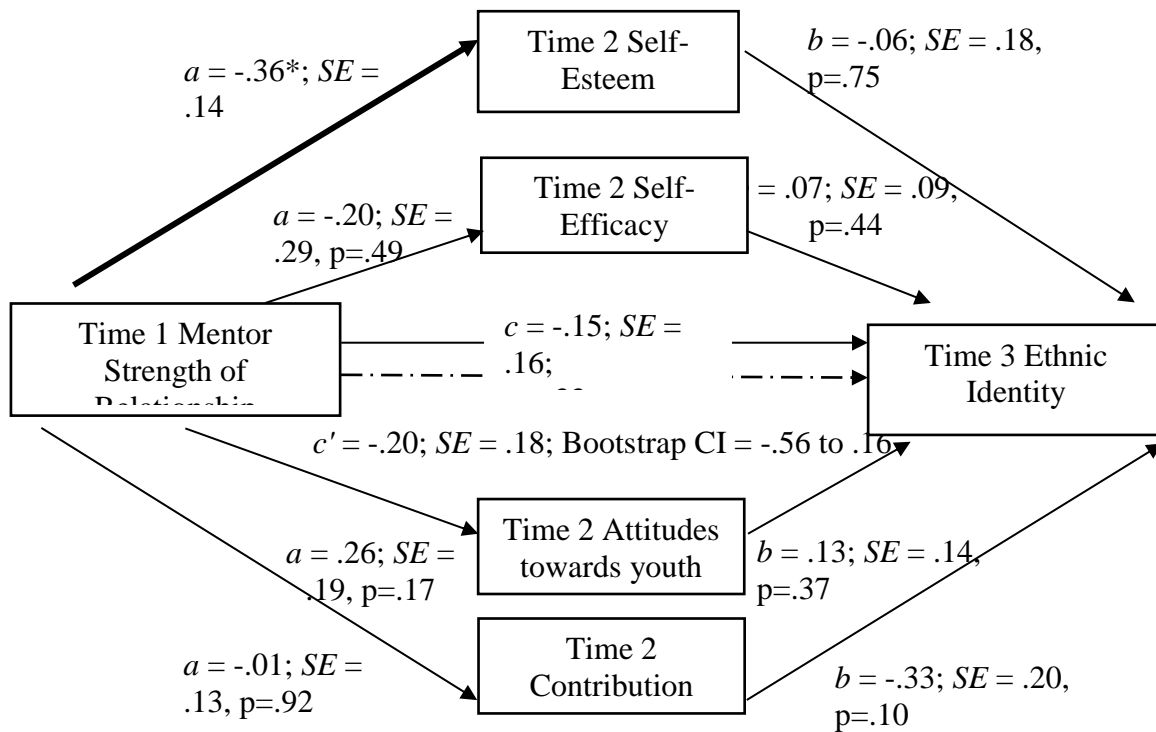 Time 2 Self-
Esteem
a = -.36*; SE =
.14
b = -.06; SE = .18,
p=.75
Time 2 Self-
Efficacy
a = -.20; SE =
.29, p=.49
= .07; SE = .09,
p=.44
Time 1 Mentor
Strength of
Relationship
c = -.15; SE =
.16;
Time 3 Ethnic
Identity
c' = -.20; SE = .18; Bootstrap CI = -.56 to .16
Time 2 Attitudes
towards youth
a = .26; SE =
.19, p=.17
b = .13; SE = .14,
p=.37
Time 2
Contribution
a = -.01; SE =
.13, p=.92
b = -.33; SE = .20,
p=.10